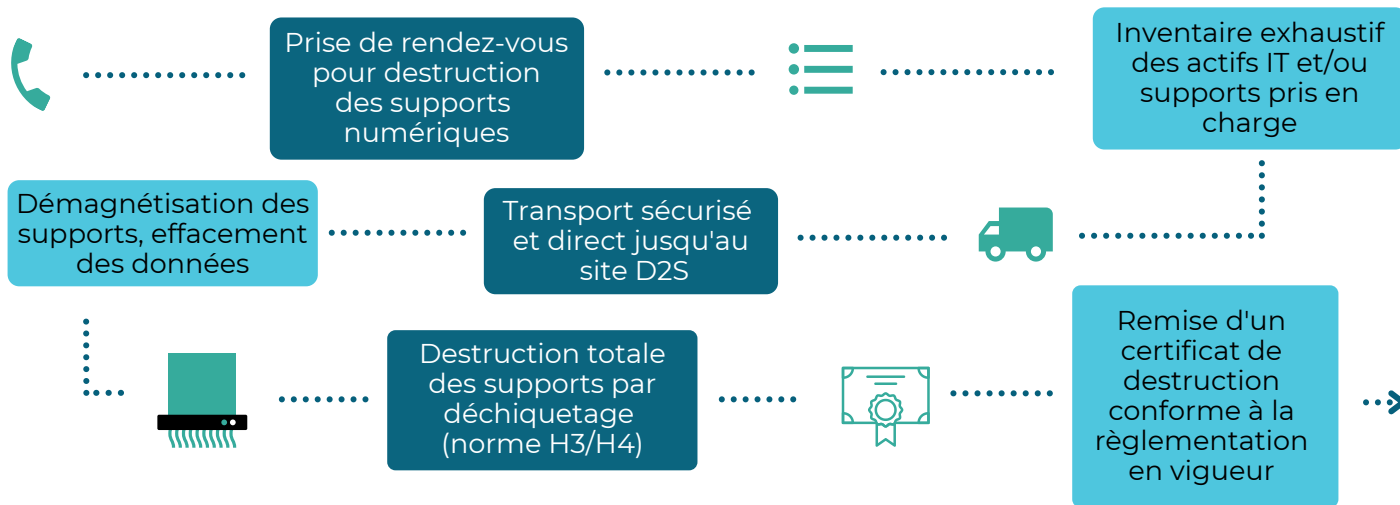 Prise de rendez-vous
pour destruction
des supports
numériques
Inventaire exhaustif
des actifs IT et/ou
supports pris en
charge
Transport sécurisé
et direct jusqu'au
site D2S
Démagnétisation des
supports, effacement
des données
Destruction totale
des supports par
déchiquetage
(norme H3/H4)
Remise d'un
certificat de
destruction
conforme à la
règlementation
en vigueur